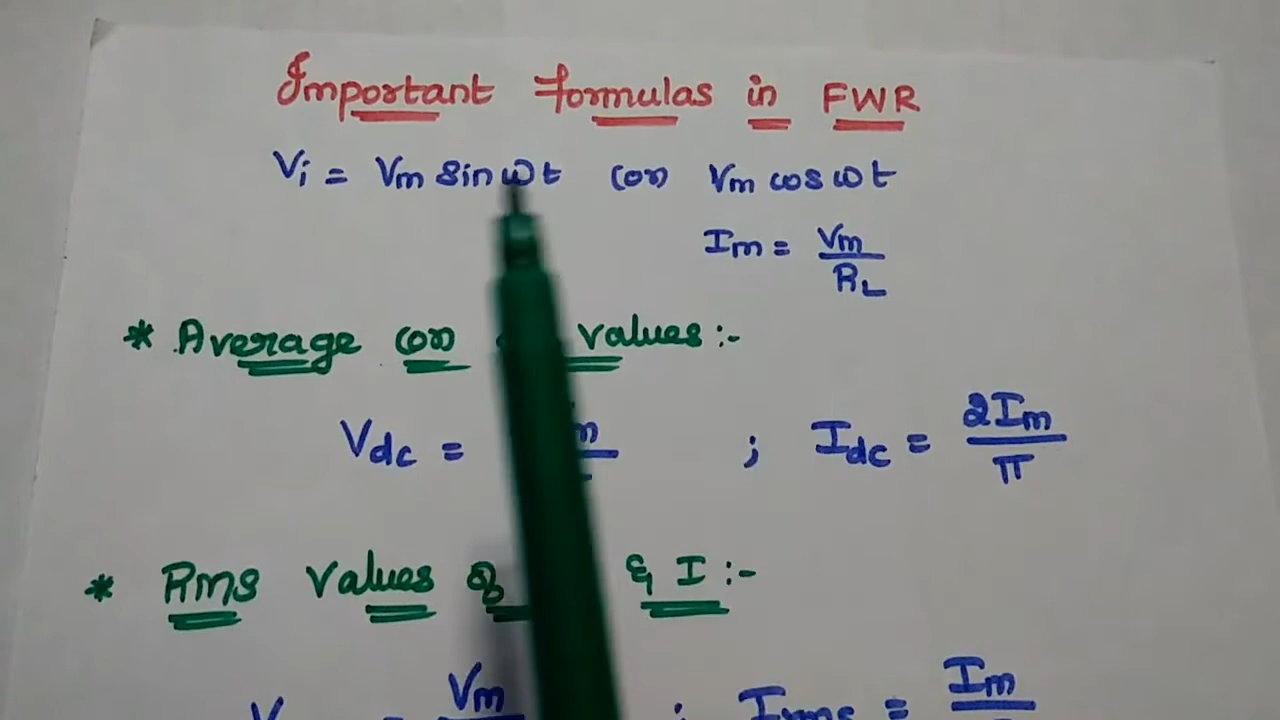 Important formulas in FWR
Vi = Vm sin ωt (or) Vm cos ωt
Im = Vm / RL
* Average (or) values :-
Vdc = ; Idc = 2Im / π
* Rms values of & I :-
Vm ; Irms = Im